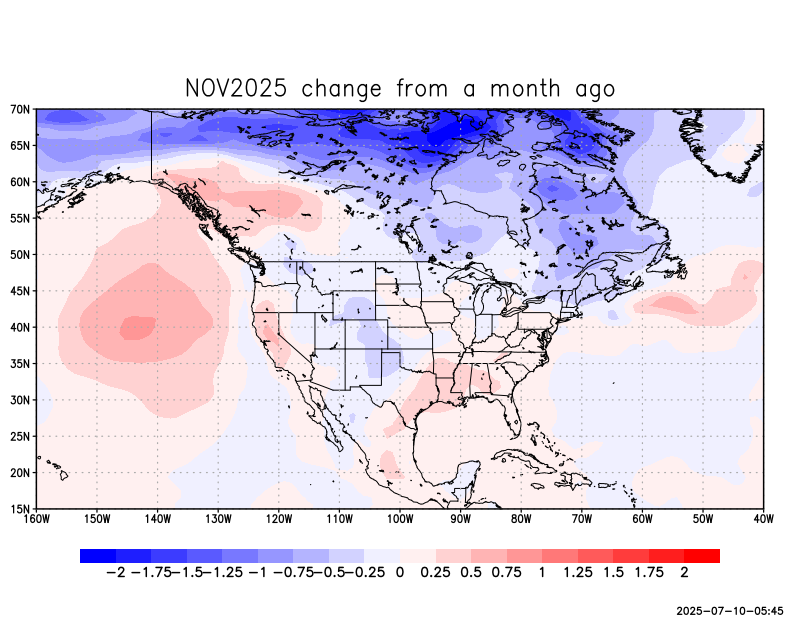 NOV2025 change from a month ago
70N
65N
60N
55N
50N
45N
40N
35N
30N
25N
20N
15N
160W 150W 140W 130W 120W 110W 100W 90W 80W 70W 60W 50W 40W
−2 −1.75 −1.5 −1.25 −1 −0.75 −0.5 −0.25 0 0.25 0.5 0.75 1 1.25 1.5 1.75 2
2025-07-10-05:45